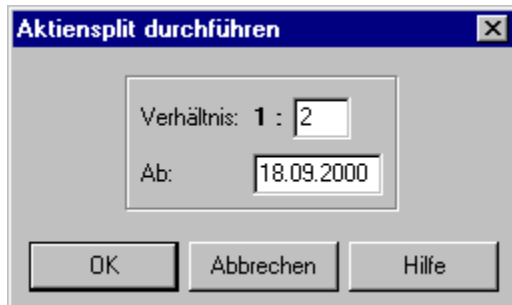 Aktiensplit durchführen
Verhältnis: 1 : 2
Ab: 18.09.2000
OK Abbrechen Hilfe